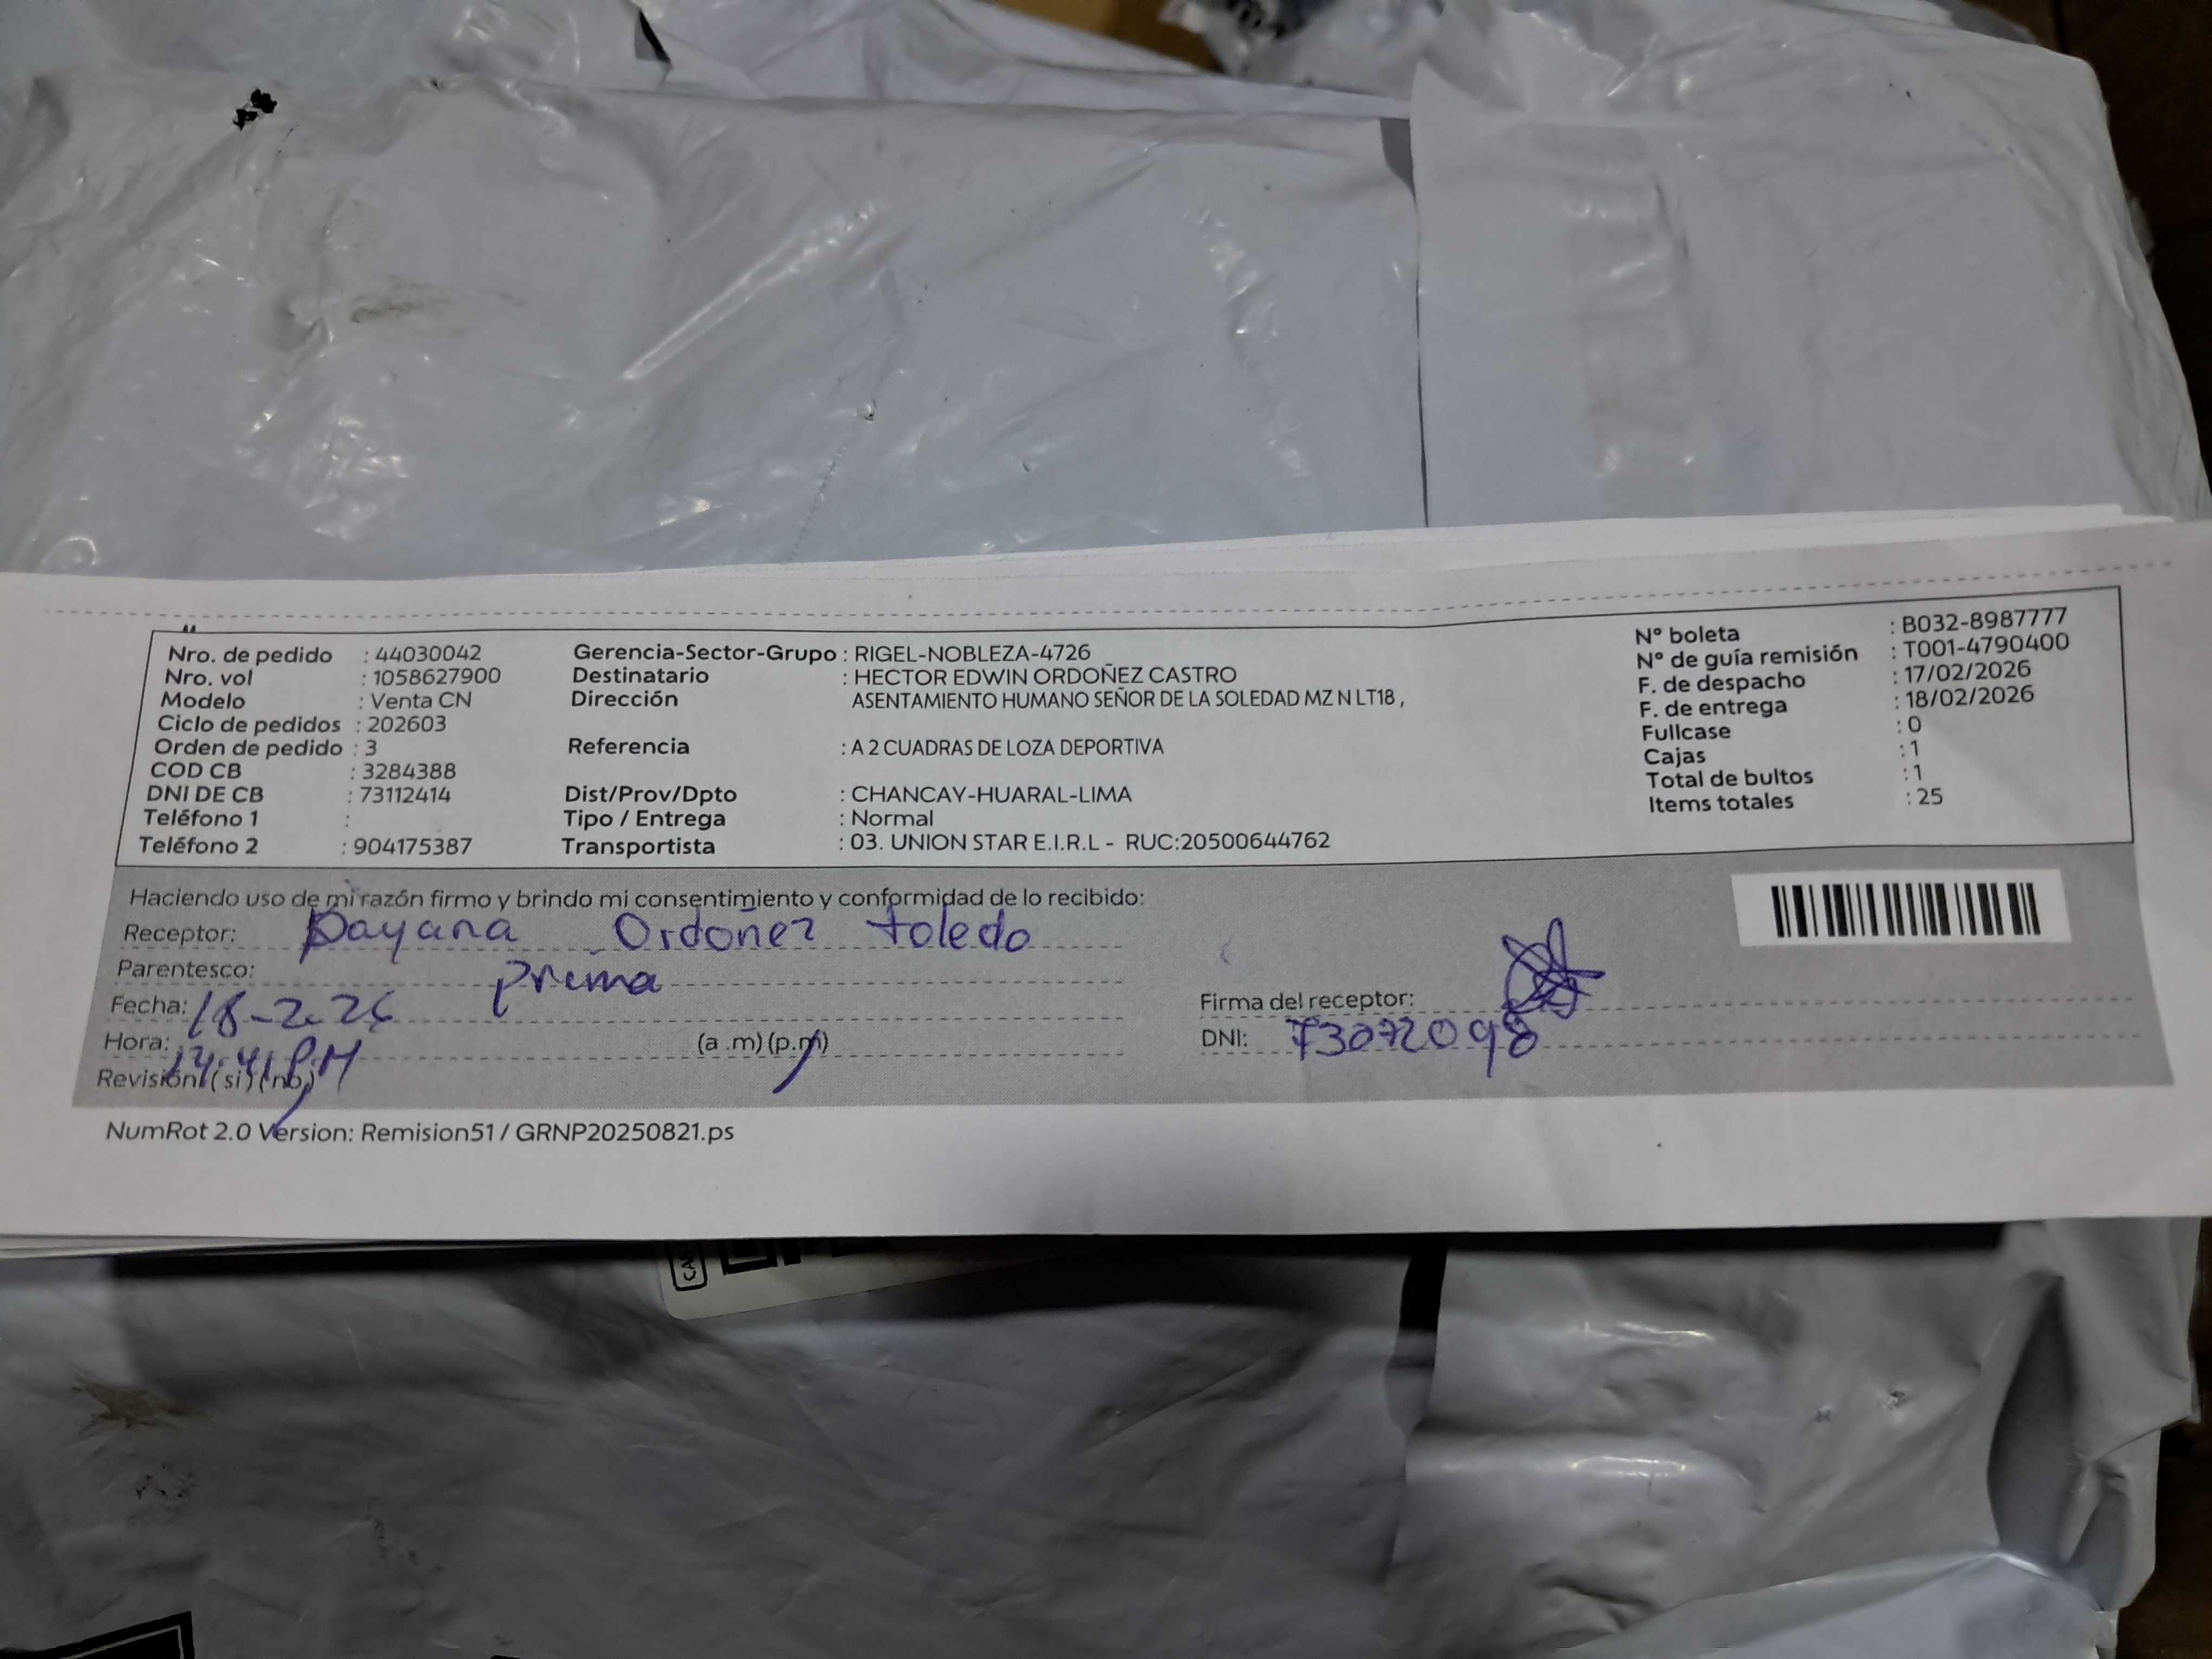 Nro. de pedido : 44030042
Nro. vol : 1058627900
Modelo : Venta CN
Ciclo de pedidos : 202603
Orden de pedido : 3
COD CB : 3284388
DNI DE CB : 73112414
Teléfono 1 :
Teléfono 2 : 904175387
Gerencia-Sector-Grupo : RIGEL-NOBLEZA-4726
Destinatario : HECTOR EDWIN ORDOÑEZ CASTRO
Dirección ASENTAMIENTO HUMANO SEÑOR DE LA SOLEDAD MZ N LT18 ,
Referencia : A 2 CUADRAS DE LOZA DEPORTIVA
Dist/Prov/Dpto : CHANCAY-HUARAL-LIMA
Tipo / Entrega : Normal
Transportista : 03. UNION STAR E.I.R.L - RUC:20500644762
N° boleta : B032-8987777
N° de guía remisión : T001-4790400
F. de despacho : 17/02/2026
F. de entrega : 18/02/2026
Fullcase : 0
Cajas : 1
Total de bultos : 1
Items totales : 25
Haciendo uso de mi razón firmo y brindo mi consentimiento y conformidad de lo recibido:
Receptor: Dayana Ordoñez toledo
Parentesco: prima
Fecha: 18-2-26
Hora: 14:41 P.M (a .m) (p.m)
Revisión: ( si ) ( no )
Firma del receptor:
DNI: 73072098
NumRot 2.0 Version: Remision51 / GRNP20250821.ps